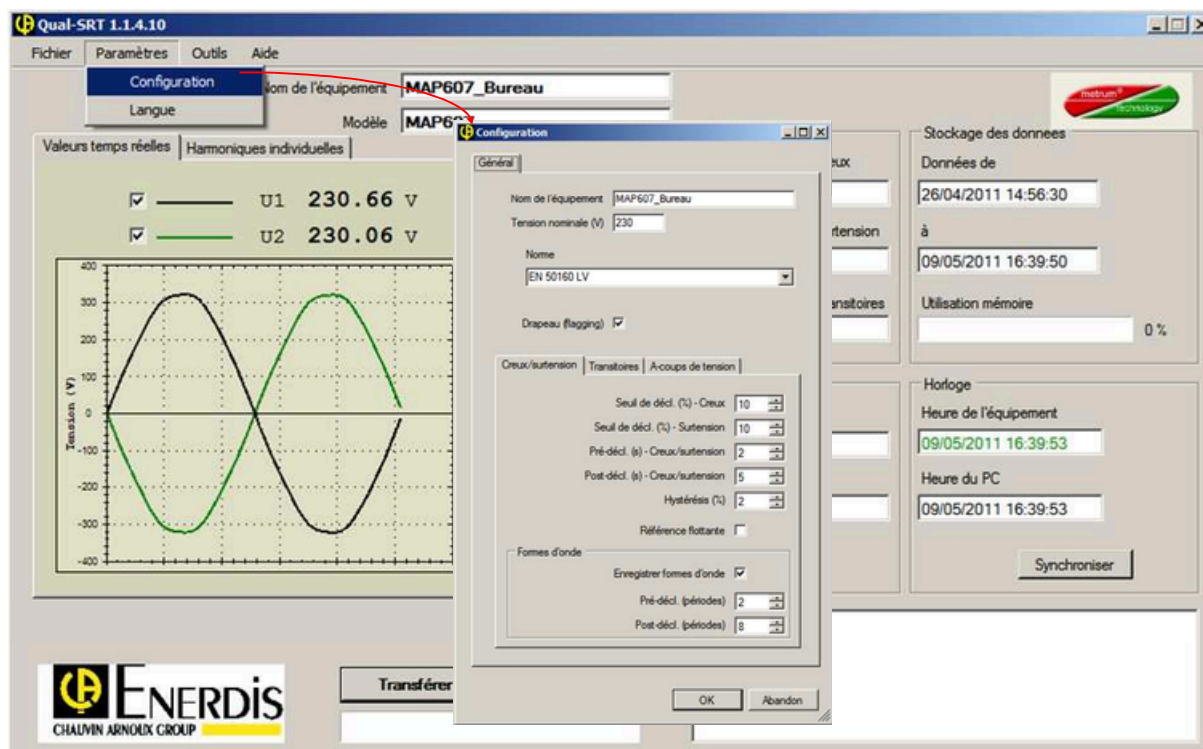 Qual-SRT 1.1.4.10
Fichier Paramètres Outils Aide
Configuration
Langue
Nom de l'équipement MAP607_Bureau
Modèle
metrum®
technology
Valeurs temps réelles Harmoniques individuelles
U1 230.66 V
U2 230.06 V
Tension (V)
400
300
200
100
0
-100
-200
-300
-400
Configuration
Général
Nom de l'équipement MAP607_Bureau
Tension nominale (V) 230
Norme
EN 50160 LV
Drapeau (flagging)
Creux/surtension Transitoires A-coups de tension
Seuil de décl. (%) - Creux 10
Seuil de décl. (%) - Surtension 10
Pré-décl. (s) - Creux/surtension 2
Post-décl. (s) - Creux/surtension 5
Hystérésis (%) 2
Référence flottante
Formes d'onde
Enregistrer formes d'onde
Pré-décl. (périodes) 2
Post-décl. (périodes) 8
OK Abandon
Stockage des donnees
Données de
26/04/2011 14:56:30
à
09/05/2011 16:39:50
Utilisation mémoire
0 %
Horloge
Heure de l'équipement
09/05/2011 16:39:53
Heure du PC
09/05/2011 16:39:53
Synchroniser
Transférer
ENERDIS
CHAUVIN ARNOUX GROUP